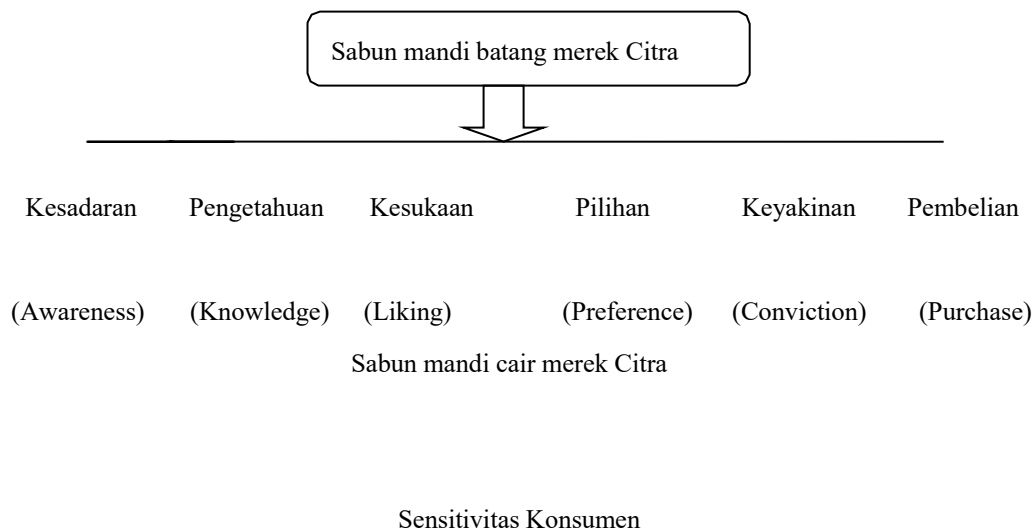 Sabun mandi batang merek Citra
Kesadaran Pengetahuan Kesukaan Pilihan Keyakinan Pembelian
(Awareness) (Knowledge) (Liking) (Preference) (Conviction) (Purchase)
Sabun mandi cair merek Citra
Sensitivitas Konsumen